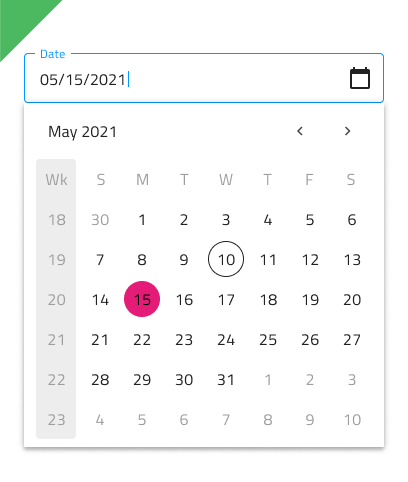 Date
05/15/2021
May 2021
Wk S M T W T F S
18 30 1 2 3 4 5 6
19 7 8 9 10 11 12 13
20 14 15 16 17 18 19 20
21 21 22 23 24 25 26 27
22 28 29 30 31 1 2 3
23 4 5 6 7 8 9 10